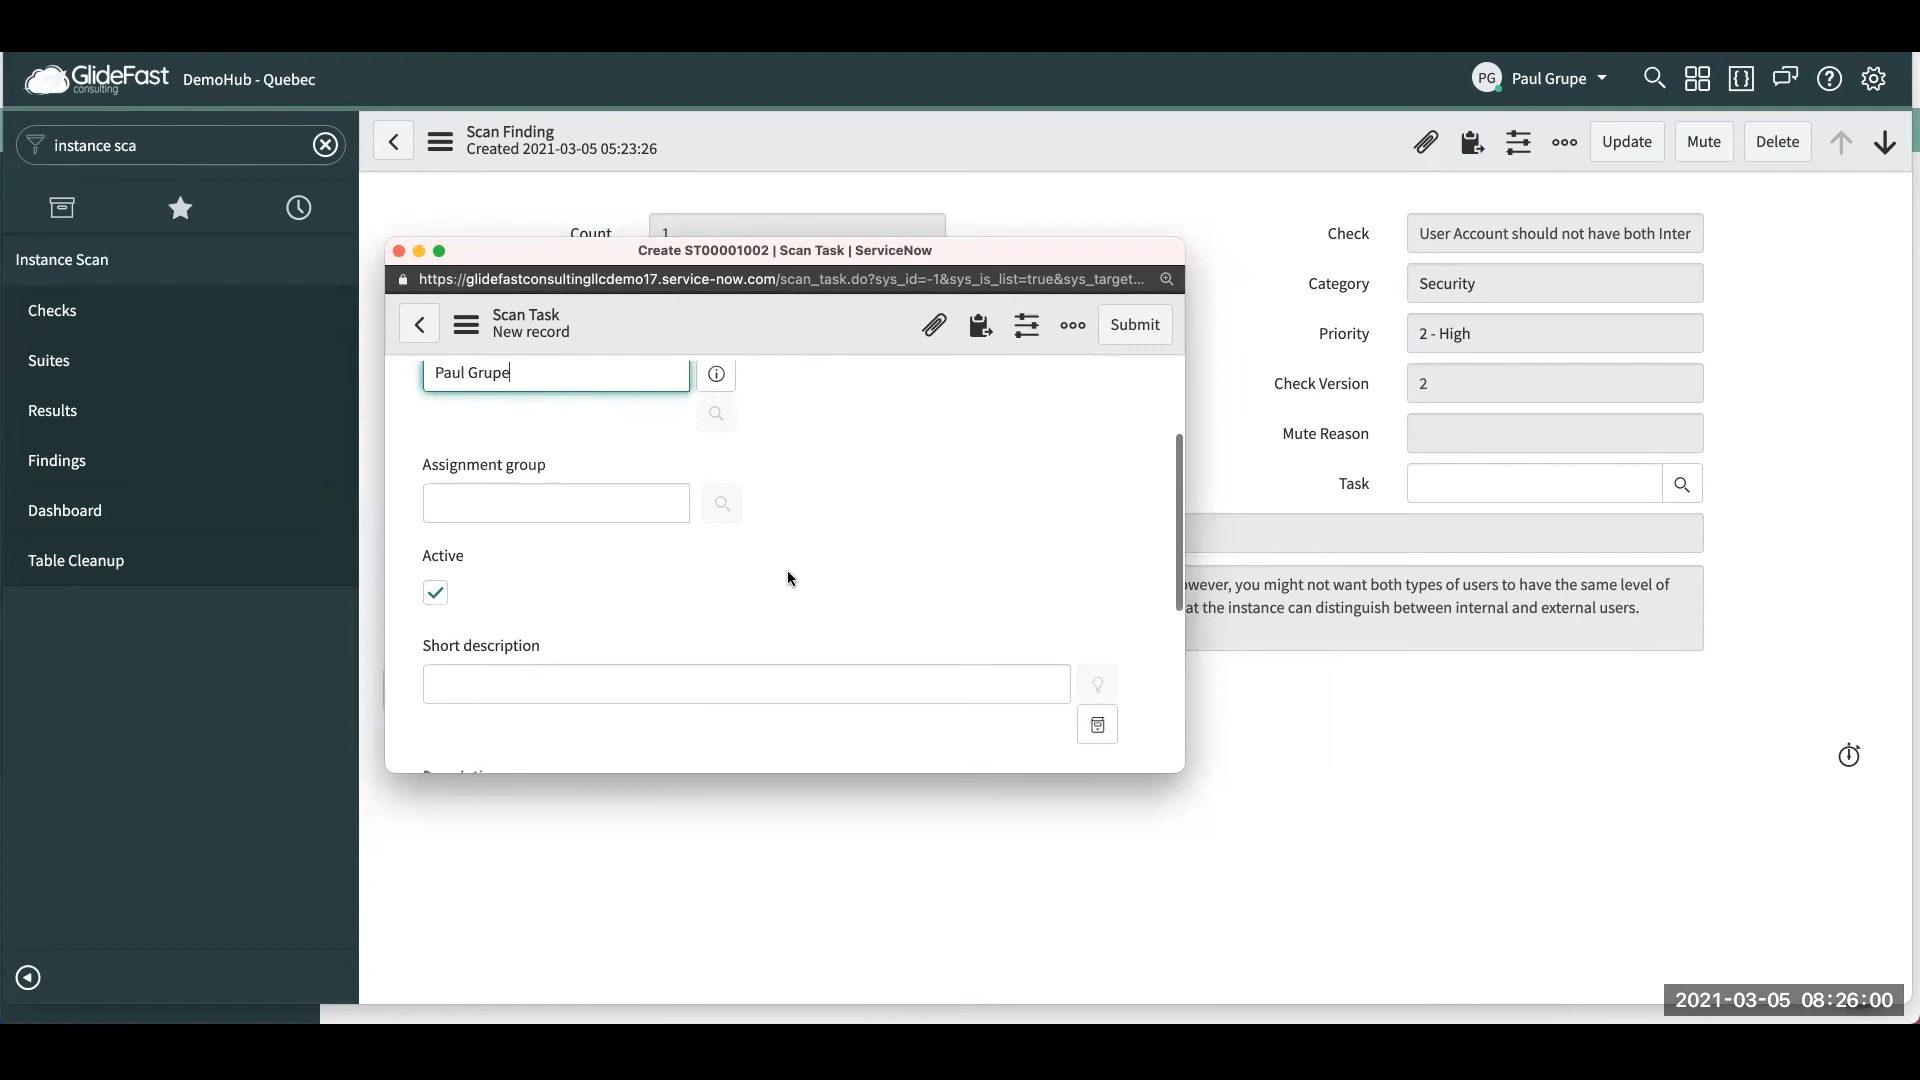 GlideFast
consulting
DemoHub - Quebec
PG
Paul Grupe
instance sca
Scan Finding
Created 2021-03-05 05:23:26
Update
Mute
Delete
Instance Scan
Checks
Suites
Results
Findings
Dashboard
Table Cleanup
Count
1
Check
User Account should not have both Inter
Category
Security
Priority
2 - High
Check Version
2
Mute Reason
Task
wever, you might not want both types of users to have the same level of
at the instance can distinguish between internal and external users.
Create ST00001002 | Scan Task | ServiceNow
https://glidefastconsultingllcdemo17.service-now.com/scan_task.do?sys_id=-1&sys_is_list=true&sys_target...
Scan Task
New record
Submit
Paul Grupe
Assignment group
Active
Short description
2021-03-05 08:26:00